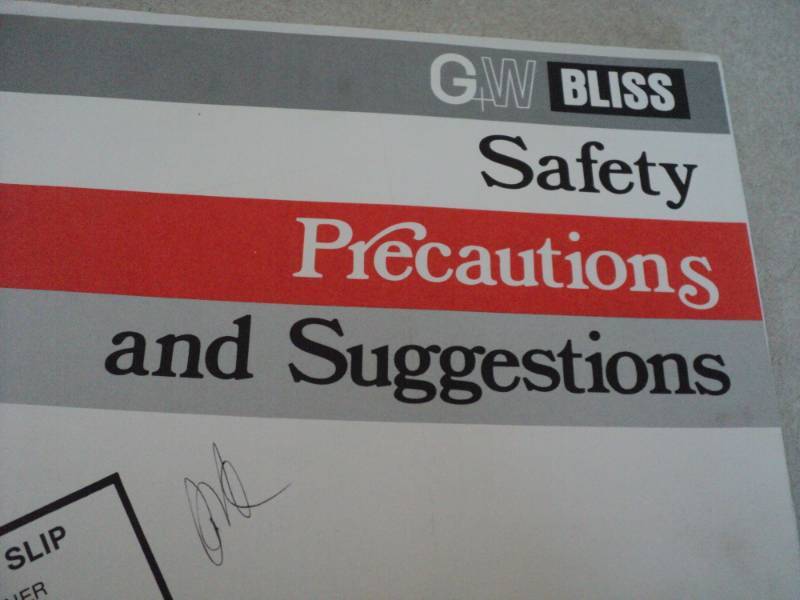 G+W BLISS
Safety
Precautions
and Suggestions
SLIP